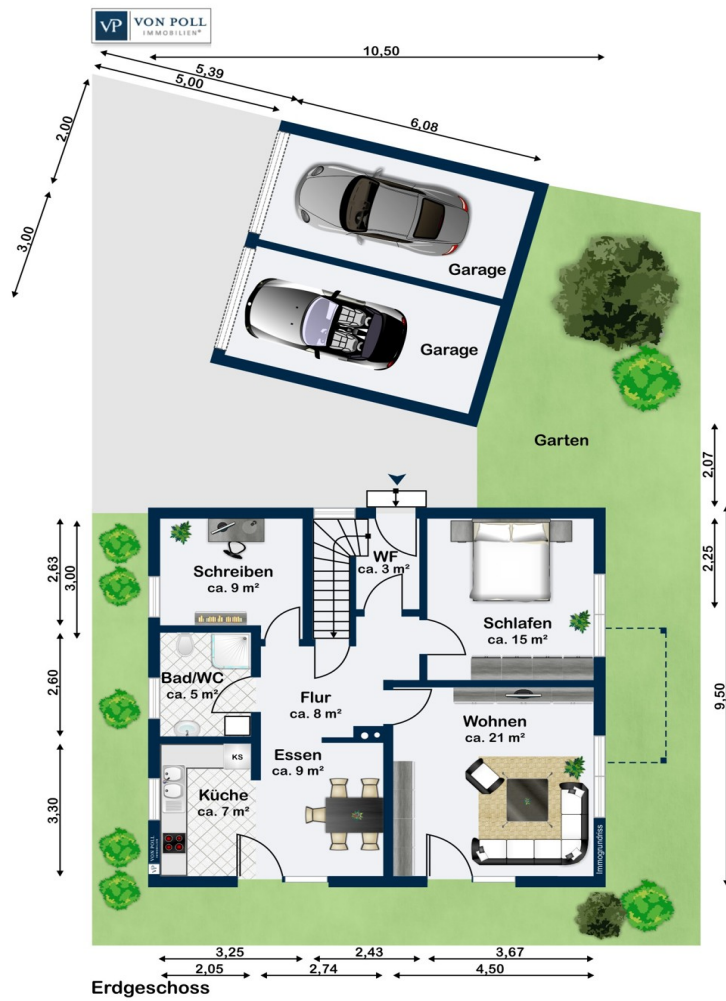 VP VON POLL
IMMOBILIEN®
10,50
5,39
5,00
6,08
2,00
3,00
Garage
Garage
Garten
2,07
2,63
3,00
2,25
WF
ca. 3 m²
Schreiben
ca. 9 m²
Schlafen
ca. 15 m²
2,60
Bad/WC
ca. 5 m²
Flur
ca. 8 m²
Wohnen
ca. 21 m²
9,50
Essen
ca. 9 m²
KS
3,30
Küche
ca. 7 m²
VON POLL
Immogrundriss
3,25
2,43
3,67
2,05
2,74
4,50
Erdgeschoss